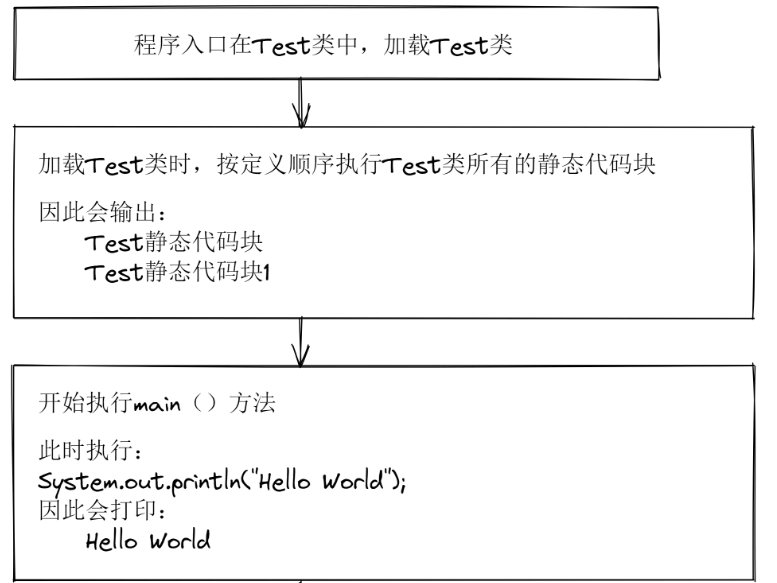 程序入口在Test类中，加载Test类
加载Test类时，按定义顺序执行Test类所有的静态代码块
因此会输出：
Test静态代码块
Test静态代码块1
开始执行main（）方法
此时执行：
System.out.println("Hello World");
因此会打印：
Hello World